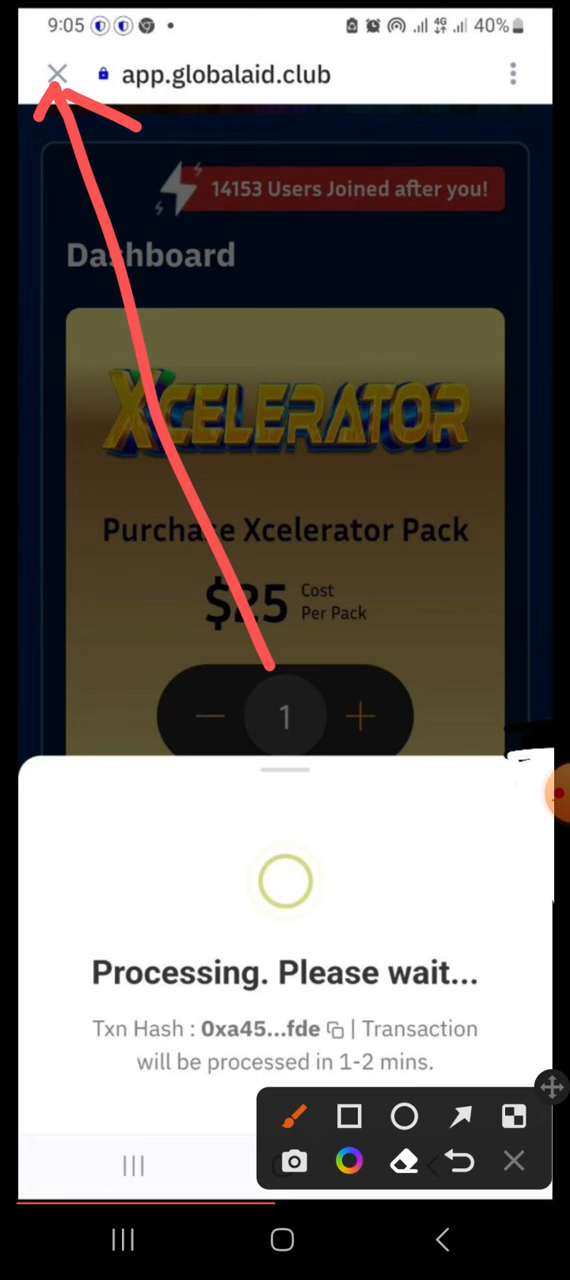 9:05 4G 40%
app.globalaid.club
14153 Users Joined after you!
Dashboard
XCELERATOR
Purchase Xcelerator Pack
$25 Cost
Per Pack
1
Processing. Please wait...
Txn Hash : 0xa45...fde | Transaction
will be processed in 1-2 mins.